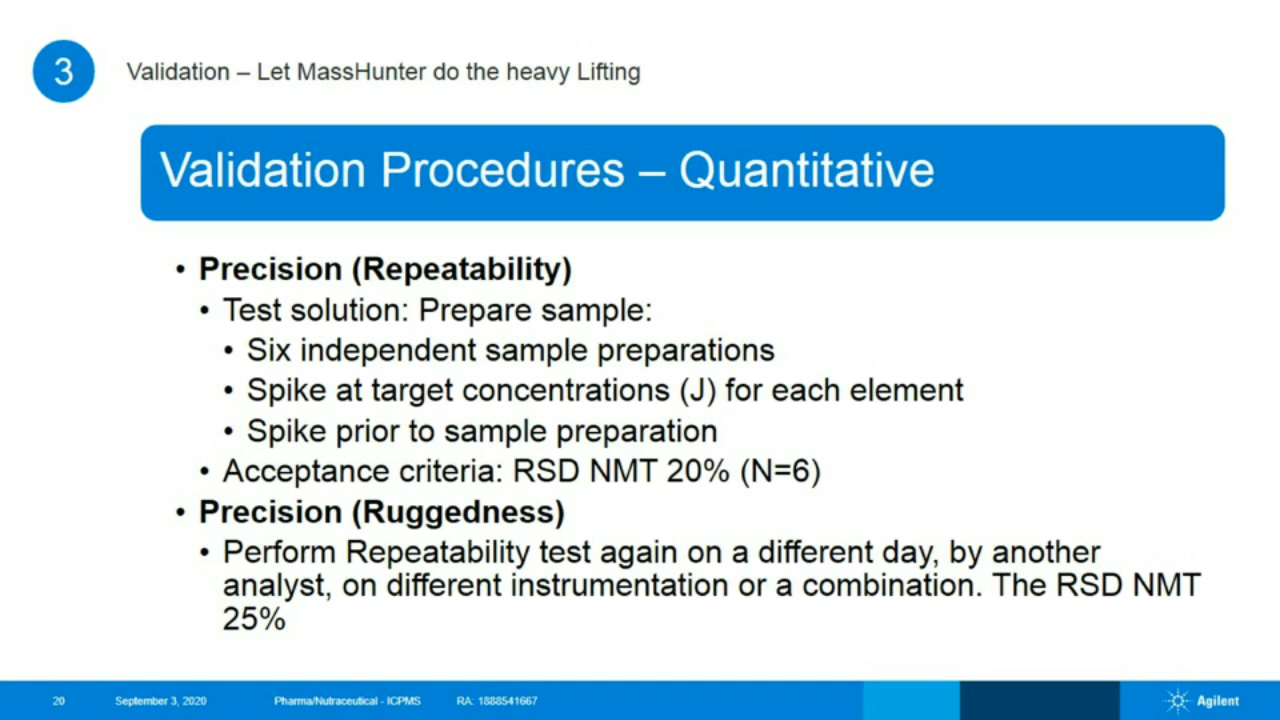 3
Validation – Let MassHunter do the heavy Lifting
Validation Procedures – Quantitative
• Precision (Repeatability)
• Test solution: Prepare sample:
• Six independent sample preparations
• Spike at target concentrations (J) for each element
• Spike prior to sample preparation
• Acceptance criteria: RSD NMT 20% (N=6)
• Precision (Ruggedness)
• Perform Repeatability test again on a different day, by another
analyst, on different instrumentation or a combination. The RSD NMT
25%
20 September 3, 2020 Pharma/Nutraceutical - ICPMS RA: 1888541667 Agilent